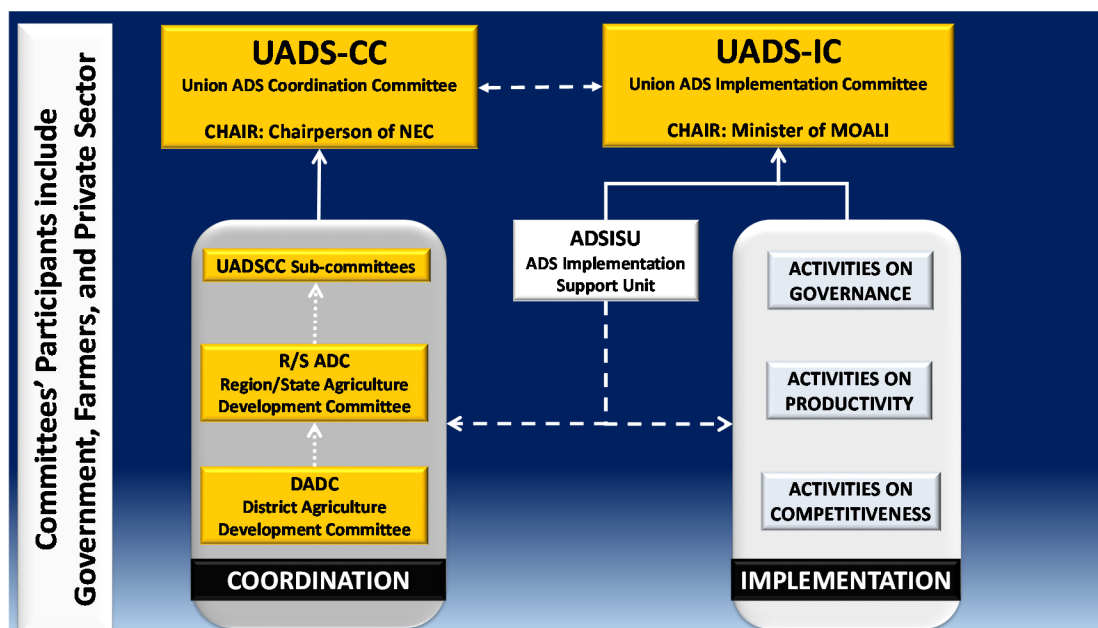 Committees' Participants include
Government, Farmers, and Private Sector
UADS-CC
Union ADS Coordination Committee
CHAIR: Chairperson of NEC
UADS-IC
Union ADS Implementation Committee
CHAIR: Minister of MOALI
UADSCC Sub-committees
R/S ADC
Region/State Agriculture
Development Committee
DADC
District Agriculture
Development Committee
COORDINATION
ADSISU
ADS Implementation
Support Unit
ACTIVITIES ON
GOVERNANCE
ACTIVITIES ON
PRODUCTIVITY
ACTIVITIES ON
COMPETITIVENESS
IMPLEMENTATION